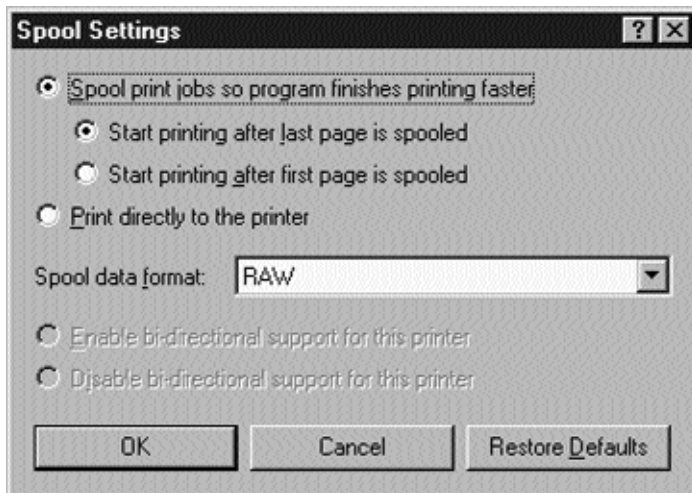 Spool Settings
Spool print jobs so program finishes printing faster
Start printing after last page is spooled
Start printing after first page is spooled
Print directly to the printer
Spool data format: RAW
Enable bi-directional support for this printer
Disable bi-directional support for this printer
OK Cancel Restore Defaults